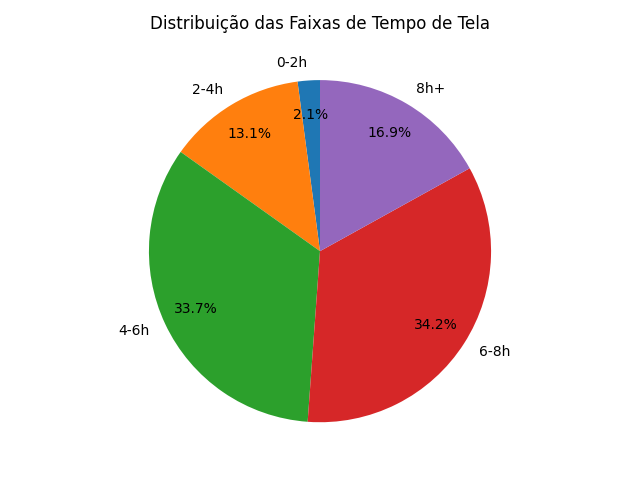 Distribuição das Faixas de Tempo de Tela
0-2h
2.1%
2-4h
13.1%
4-6h
33.7%
6-8h
34.2%
8h+
16.9%